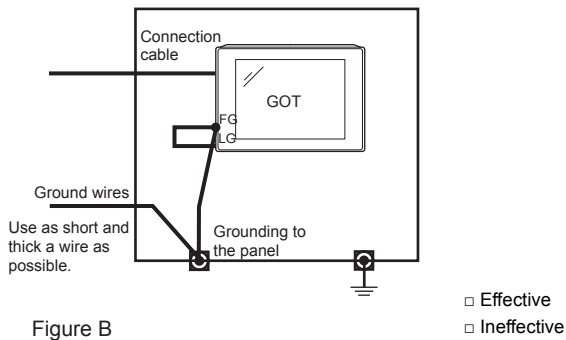 Connection
cable
GOT
FG
LG
Ground wires
Use as short and
thick a wire as
possible.
Grounding to
the panel
□ Effective
□ Ineffective
Figure B